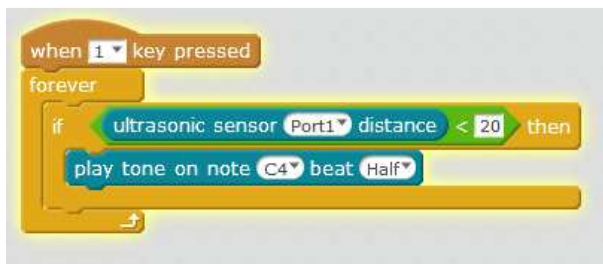 when 1 key pressed
forever
if ultrasonic sensor Port1 distance < 20 then
play tone on note C4 beat Half